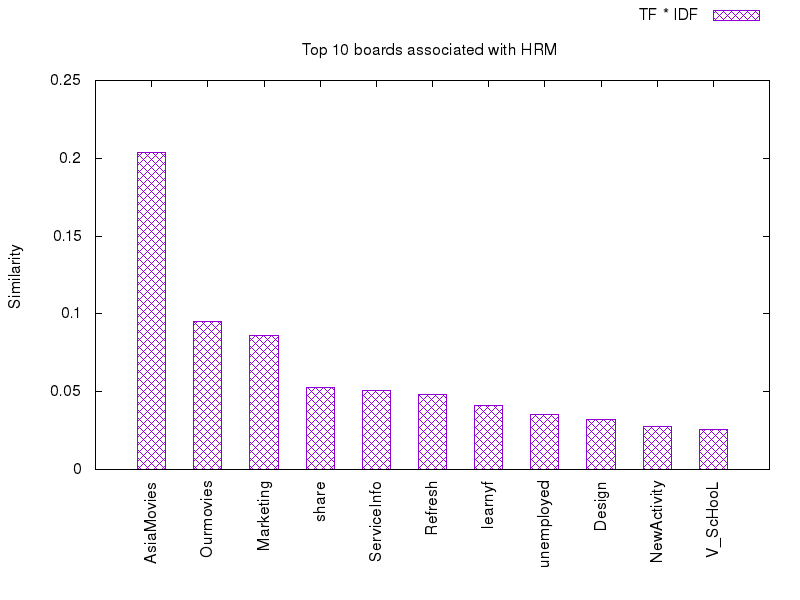 TF * IDF
Top 10 boards associated with HRM
0.25
0.2
0.15
0.1
0.05
0
Similarity
AsiaMovies
Ourmovies
Marketing
share
ServiceInfo
Refresh
learnyf
unemployed
Design
NewActivity
V_ScHooL